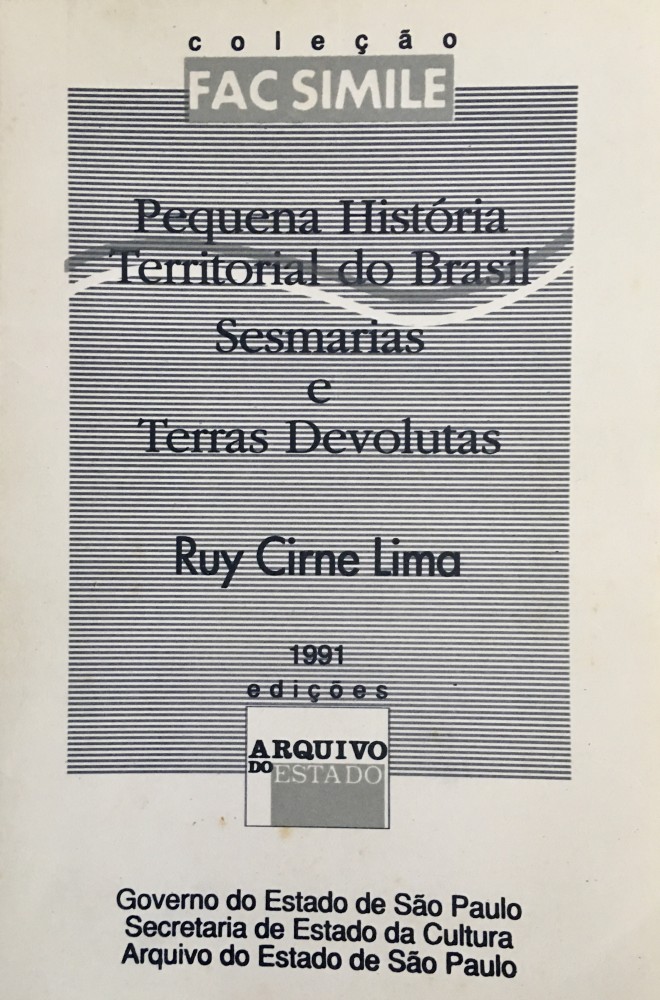 coleção
FAC SIMILE
Pequena História
Territorial do Brasil
Sesmarias
e
Terras Devolutas
Ruy Cirne Lima
1991
edições
ARQUIVO
DO ESTADO
Governo do Estado de São Paulo
Secretaria de Estado da Cultura
Arquivo do Estado de São Paulo